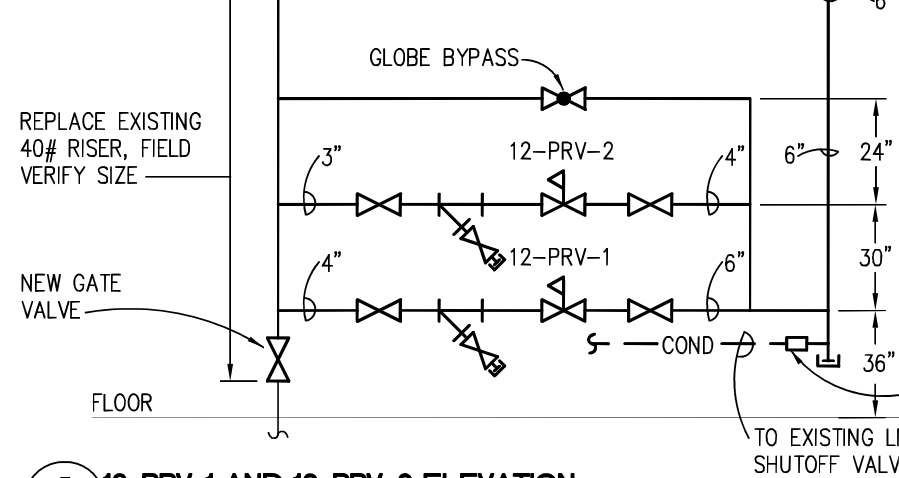 6
GLOBE BYPASS
REPLACE EXISTING
40# RISER, FIELD
VERIFY SIZE
12-PRV-2
3"
4"
6"
24"
12-PRV-1
4"
6"
30"
NEW GATE
VALVE
COND
36"
FLOOR
TO EXISTING
SHUTOFF
12-PRV-1 AND 12-PRV-2 ELEVATION